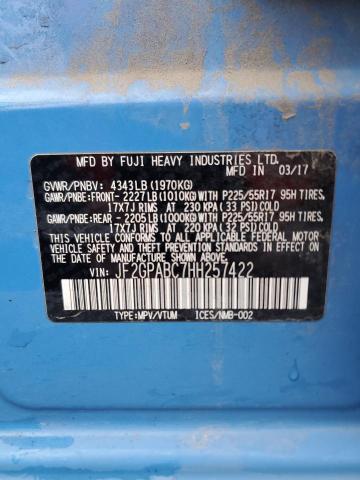 MFD BY FUJI HEAVY INDUSTRIES LTD.
IN 03/17
GVWR/PNBV: 4343LB (1970KG)
GAWR/PNBE:FRONT- 2227LB (1010KG) WITH P225/55R17 95H TIRES,
17X7J RIMS AT 230 KPA (33 PSI) COLD
GAWR/PNBE:REAR - 2205LB (1000KG) WITH P225/55R17 95H TIRES,
17X7J RIMS AT 220 KPA (32 PSI) COLD
THIS VEHICLE CONFORMS TO ALL APPLICABLE FEDERAL
MOTOR VEHICLE SAFETY STANDARDS IN EFFECT ON THE
DATE OF MANUFACTURE SHOWN ABOVE.
VIN: JF2GPABC7HH257422
TYPE:MPV/VTUM ICES/NMB-002